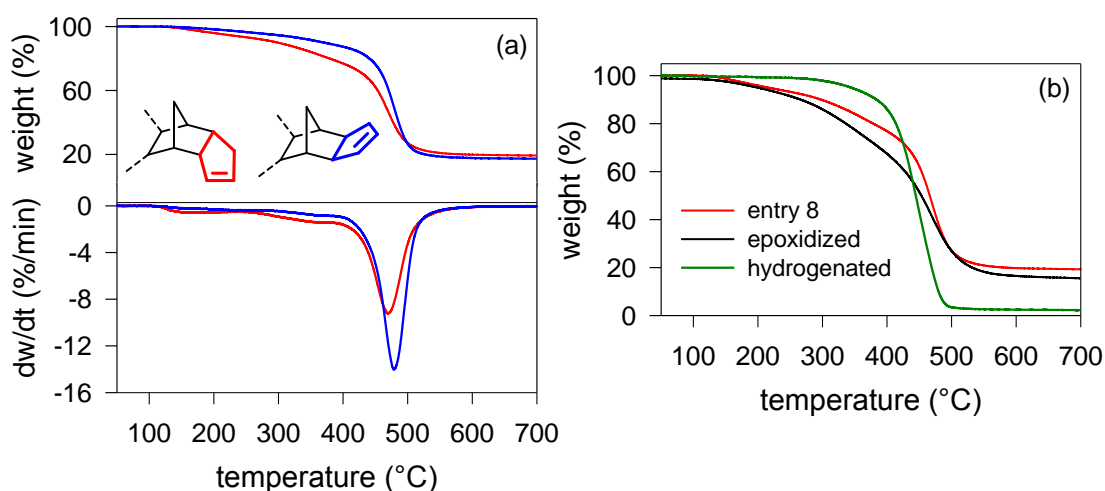 (a)
weight (%)
100
60
20
dw/dt (%/min)
0
-4
-8
-12
-16
100 200 300 400 500 600 700
temperature (°C)
(b)
weight (%)
100
80
60
40
20
0
entry 8
epoxidized
hydrogenated
100 200 300 400 500 600 700
temperature (°C)